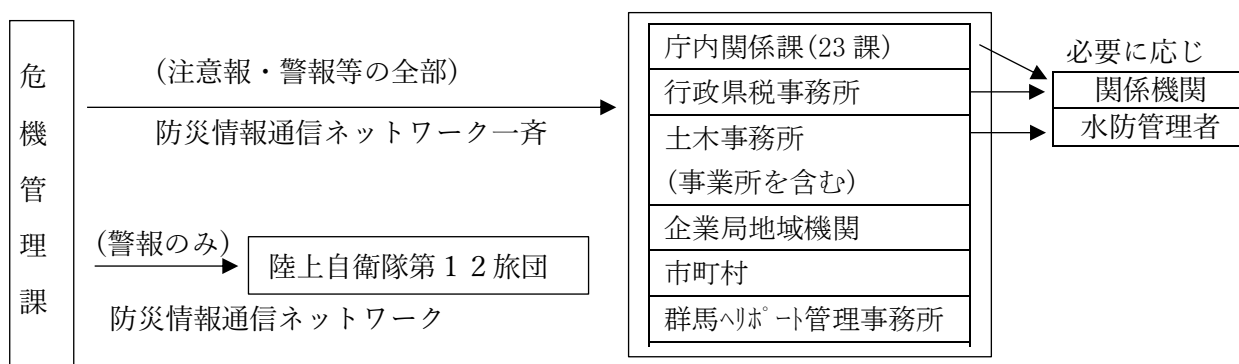 危機管理課
(注意報・警報等の全部)
防災情報通信ネットワーク一斉
(警報のみ)
陸上自衛隊第１２旅団
防災情報通信ネットワーク
庁内関係課(23課)
行政県税事務所
土木事務所
(事業所を含む)
企業局地域機関
市町村
群馬ﾍﾘﾎﾟｰﾄ管理事務所
必要に応じ
関係機関
水防管理者